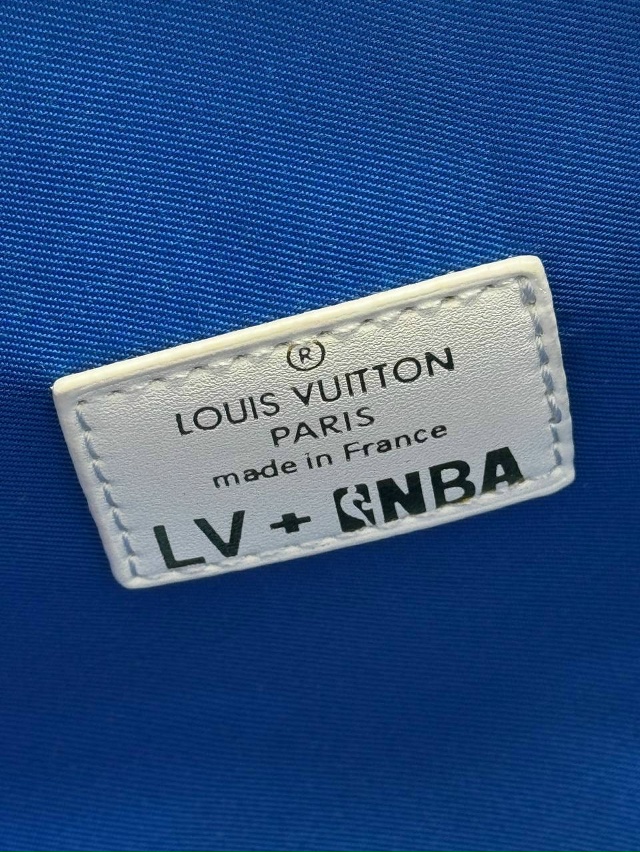 ®
LOUIS VUITTON
PARIS
made in France
LV + NBA